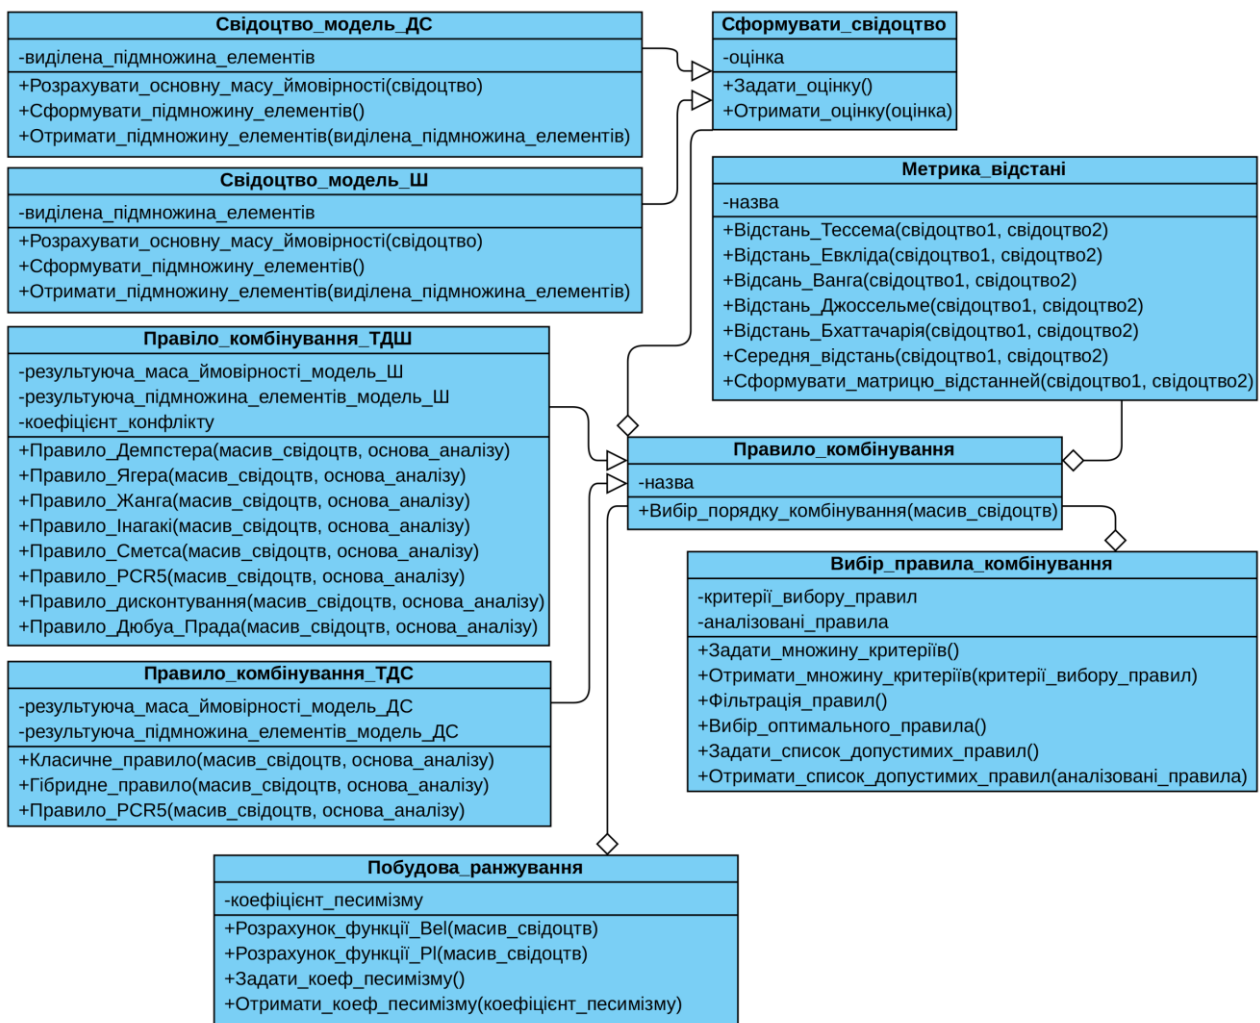 Свідоцтво_модель_ДС
-виділена_підмножина_елементів
+Розрахувати_основну_масу_ймовірності(свідоцтво)
+Сформувати_підмножину_елементів()
+Отримати_підмножину_елементів(виділена_підмножина_елементів)
Сформувати_свідоцтво
-оцінка
+Задати_оцінку()
+Отримати_оцінку(оцінка)
Свідоцтво_модель_Ш
-виділена_підмножина_елементів
+Розрахувати_основну_масу_ймовірності(свідоцтво)
+Сформувати_підмножину_елементів()
+Отримати_підмножину_елементів(виділена_підмножина_елементів)
Метрика_відстані
-назва
+Відстань_Тессема(свідоцтво1, свідоцтво2)
+Відстань_Евкліда(свідоцтво1, свідоцтво2)
+Відсань_Ванга(свідоцтво1, свідоцтво2)
+Відстань_Джоссельме(свідоцтво1, свідоцтво2)
+Відстань_Бхаттачарія(свідоцтво1, свідоцтво2)
+Середня_відстань(свідоцтво1, свідоцтво2)
+Сформувати_матрицю_відстанней(свідоцтво1, свідоцтво2)
Правіло_комбінування_ТДШ
-результуюча_маса_ймовірності_модель_Ш
-результуюча_підмножина_елементів_модель_Ш
-коефіцієнт_конфлікту
+Правило_Демпстера(масив_свідоцтв, основа_аналізу)
+Правило_Ягера(масив_свідоцтв, основа_аналізу)
+Правило_Жанга(масив_свідоцтв, основа_аналізу)
+Правило_Інагакі(масив_свідоцтв, основа_аналізу)
+Правило_Сметса(масив_свідоцтв, основа_аналізу)
+Правило_PCR5(масив_свідоцтв, основа_аналізу)
+Правило_дисконтування(масив_свідоцтв, основа_аналізу)
+Правило_Дюбуа_Прада(масив_свідоцтв, основа_аналізу)
Правило_комбінування
-назва
+Вибір_порядку_комбінування(масив_свідоцтв)
Вибір_правила_комбінування
-критерії_вибору_правил
-аналізовані_правила
+Задати_множину_критеріїв()
+Отримати_множину_критеріїв(критерії_вибору_правил)
+Фільтрація_правил()
+Вибір_оптимального_правила()
+Задати_список_допустимих_правил()
+Отримати_список_допустимих_правил(аналізовані_правила)
Правило_комбінування_ТДС
-результуюча_маса_ймовірності_модель_ДС
-результуюча_підмножина_елементів_модель_ДС
+Класичне_правило(масив_свідоцтв, основа_аналізу)
+Гібридне_правило(масив_свідоцтв, основа_аналізу)
+Правило_PCR5(масив_свідоцтв, основа_аналізу)
Побудова_ранжування
-коефіцієнт_песимізму
+Розрахунок_функції_Bel(масив_свідоцтв)
+Розрахунок_функції_Pl(масив_свідоцтв)
+Задати_коеф_песимізму()
+Отримати_коеф_песимізму(коефіцієнт_песимізму)